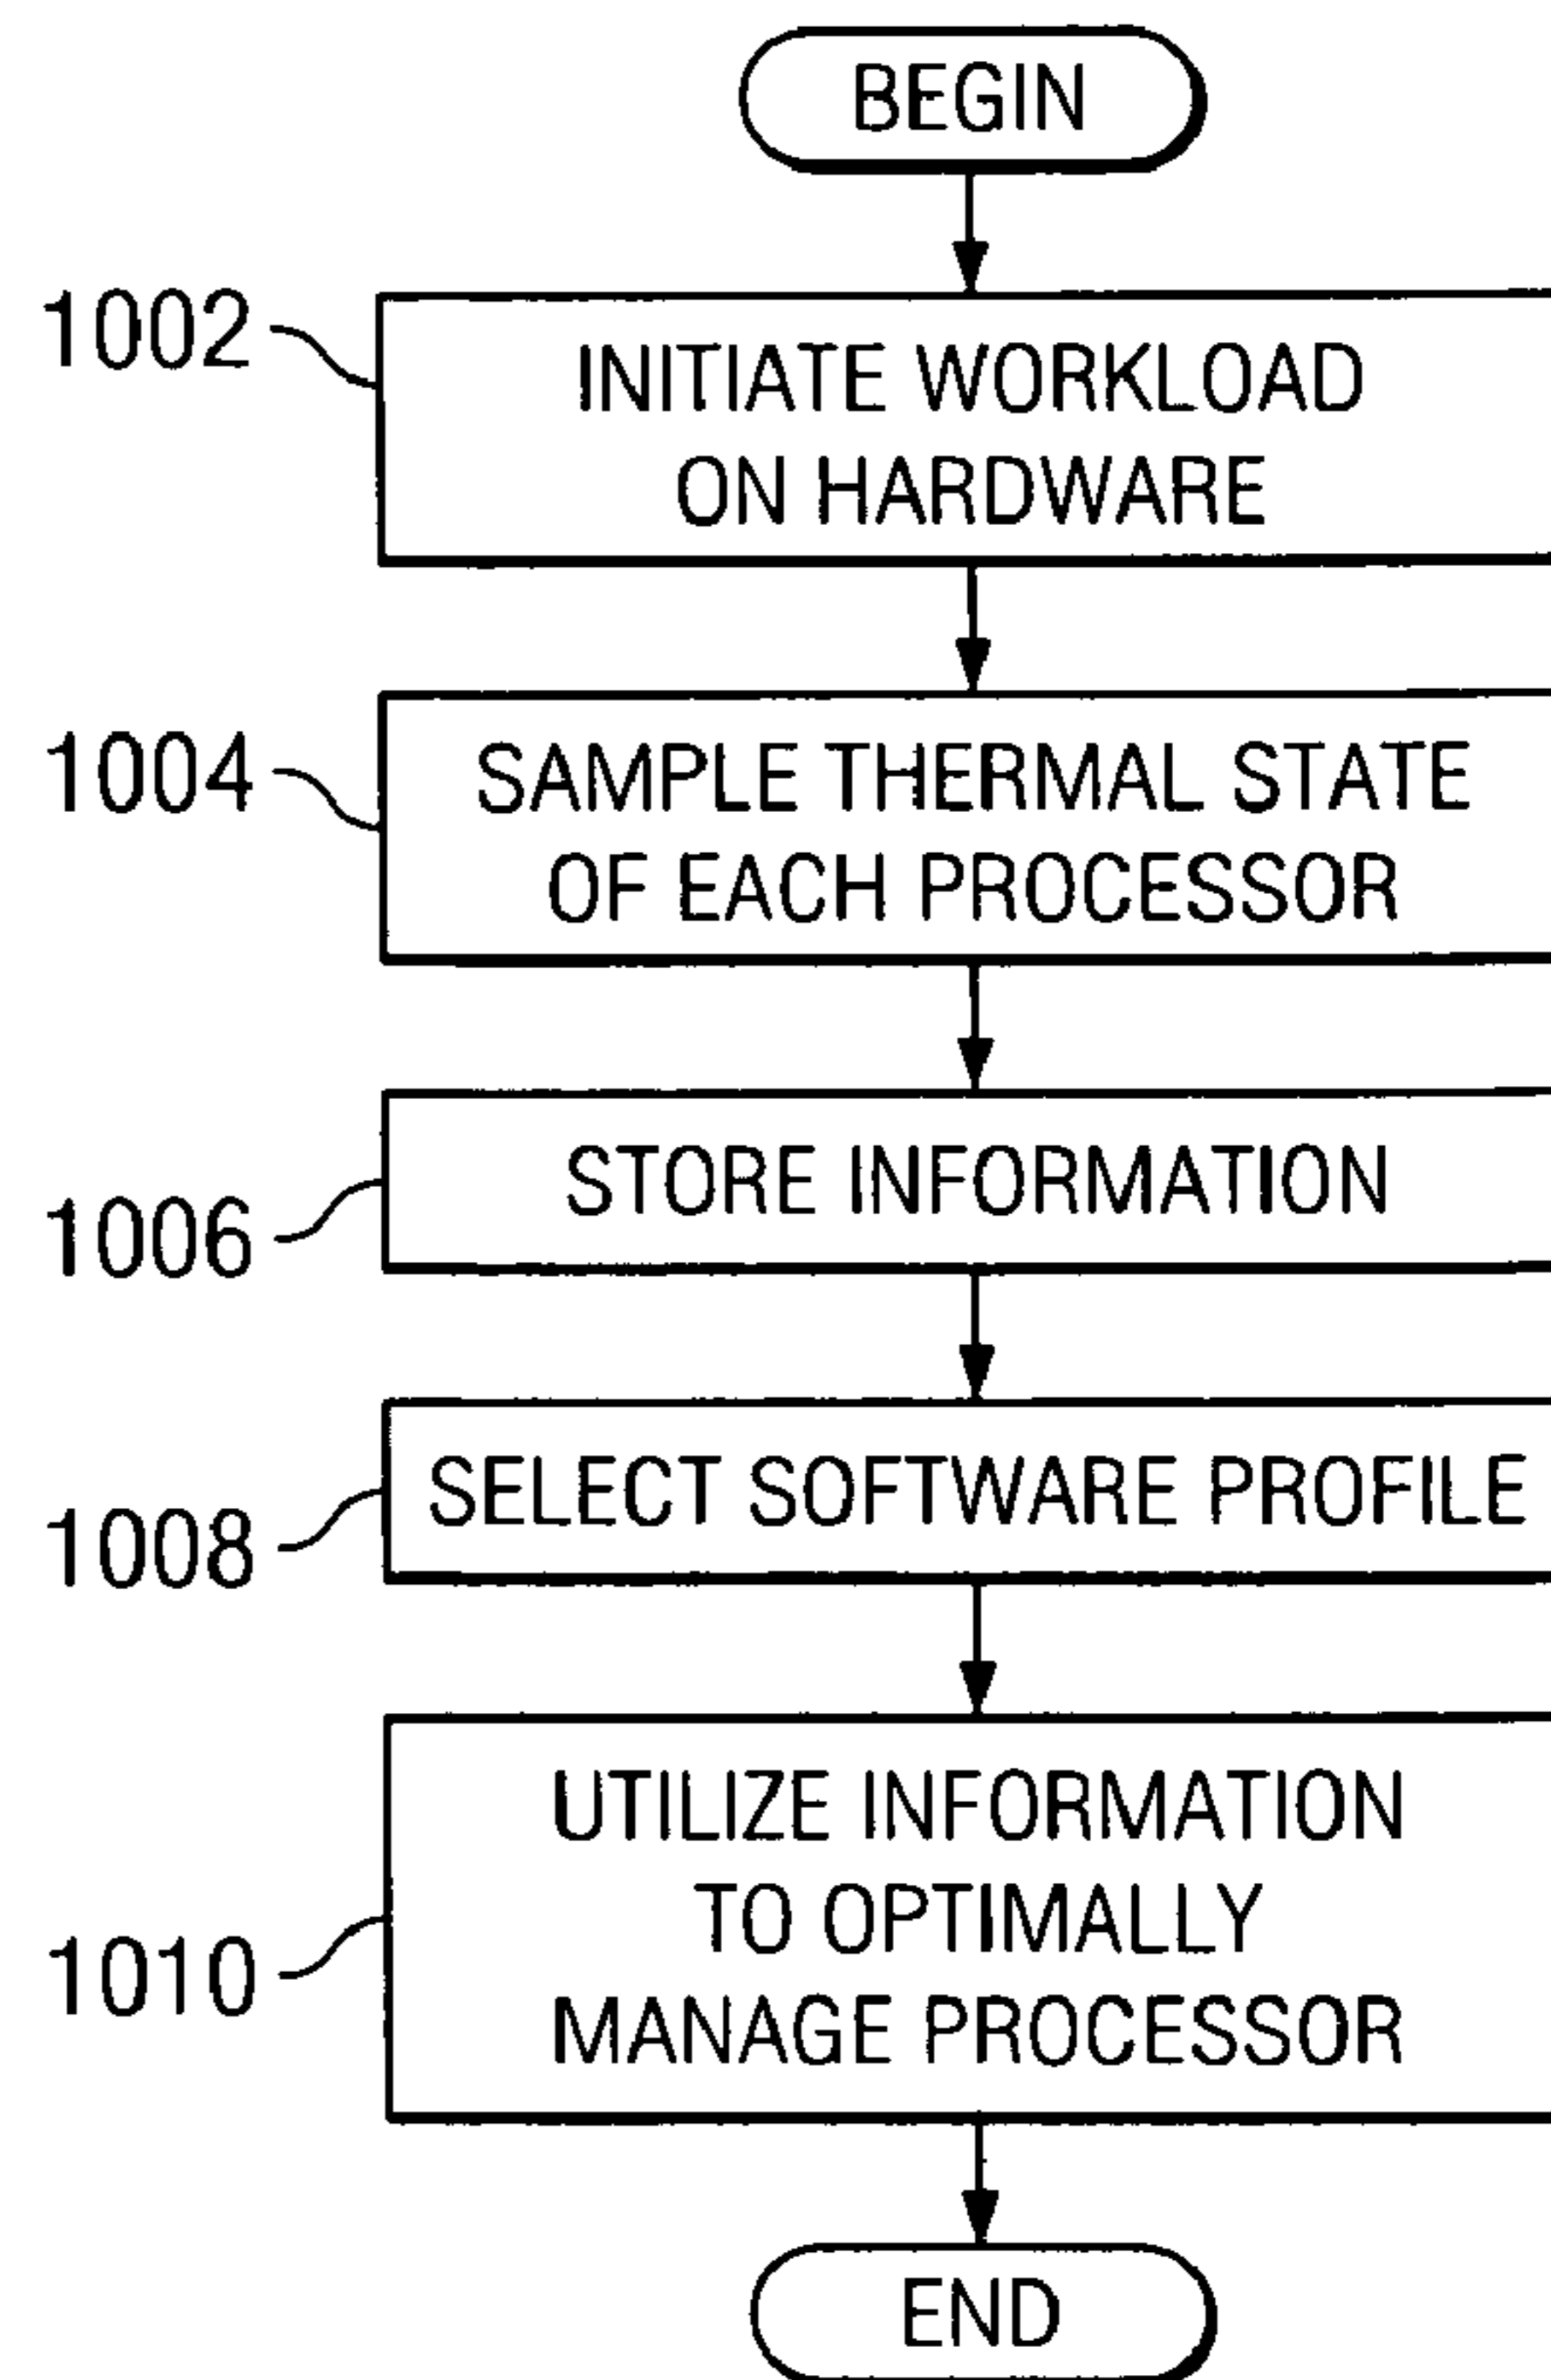 BEGIN
1002
INITIATE WORKLOAD
ON HARDWARE
1004
SAMPLE THERMAL STATE
OF EACH PROCESSOR
1006
STORE INFORMATION
1008
SELECT SOFTWARE PROFILE
1010
UTILIZE INFORMATION
TO OPTIMALLY
MANAGE PROCESSOR
END